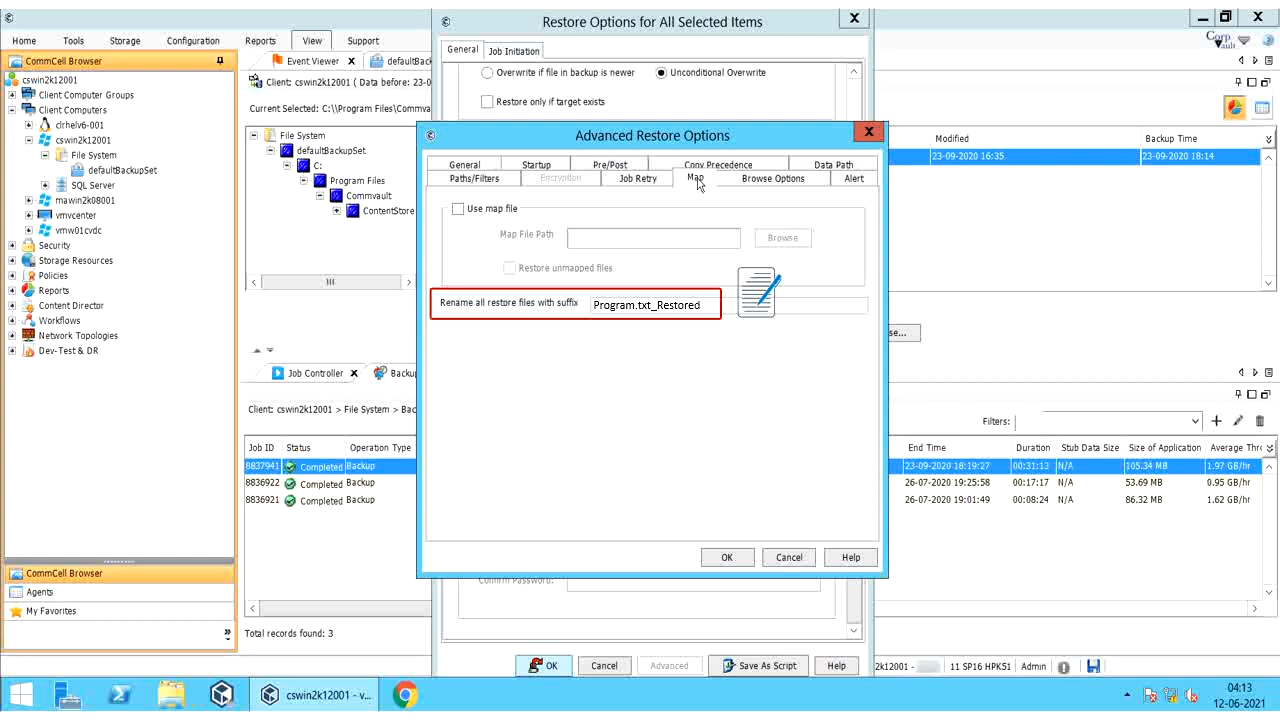 Restore Options for All Selected Items
X
X
Home Tools Storage Configuration Reports View Support
General Job Initiation
CommCell Browser
Event Viewer X defaultBack
cswin2k12001
Client Computer Groups
Client Computers
clrhelv6-001
cswin2k12001
File System
defaultBackupSet
SQL Server
mawin2k08001
vmvcenter
vmw01cvdc
Security
Storage Resources
Policies
Reports
Content Director
Workflows
Network Topologies
Dev-Test & DR
CommCell Browser
Agents
My Favorites
Client: cswin2k12001 ( Data before: 23-0
Current Selected: C:\\Program Files\Commva
File System
defaultBackupSet
C:
Program Files
Commvault
ContentStore
Overwrite if file in backup is newer Unconditional Overwrite
Restore only if target exists
Advanced Restore Options
X
General Startup Pre/Post Copy Precedence Data Path
Paths/Filters Encryption Job Retry Map Browse Options Alert
Use map file
Map File Path Browse
Restore unmapped files
Rename all restore files with suffix Program.txt_Restored
OK Cancel Help
Confirm Password:
OK Cancel Advanced Save As Script Help
Modified Backup Time
23-09-2020 16:35 23-09-2020 18:14
se...
Job Controller X Backu
Client: cswin2k12001 > File System > Bac
Filters:
Job ID Status Operation Type End Time Duration Stub Data Size Size of Application Average Thro
8837941 Completed Backup 23-09-2020 18:19:27 00:31:13 N/A 105.34 MB 1.97 GB/hr
8836922 Completed Backup 26-07-2020 19:25:58 00:17:17 N/A 53.69 MB 0.95 GB/hr
8836921 Completed Backup 26-07-2020 19:01:49 00:08:24 N/A 86.32 MB 1.62 GB/hr
Total records found: 3
2k12001 - 11 SP16 HPK51 Admin
cswin2k12001 - v...
04:13
12-06-2021